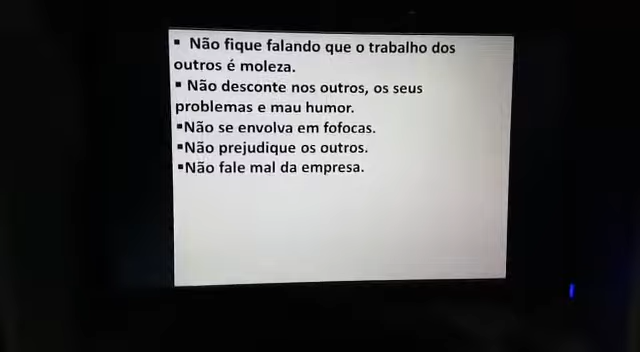 ▪ Não fique falando que o trabalho dos
outros é moleza.
▪ Não desconte nos outros, os seus
problemas e mau humor.
▪Não se envolva em fofocas.
▪Não prejudique os outros.
▪Não fale mal da empresa.